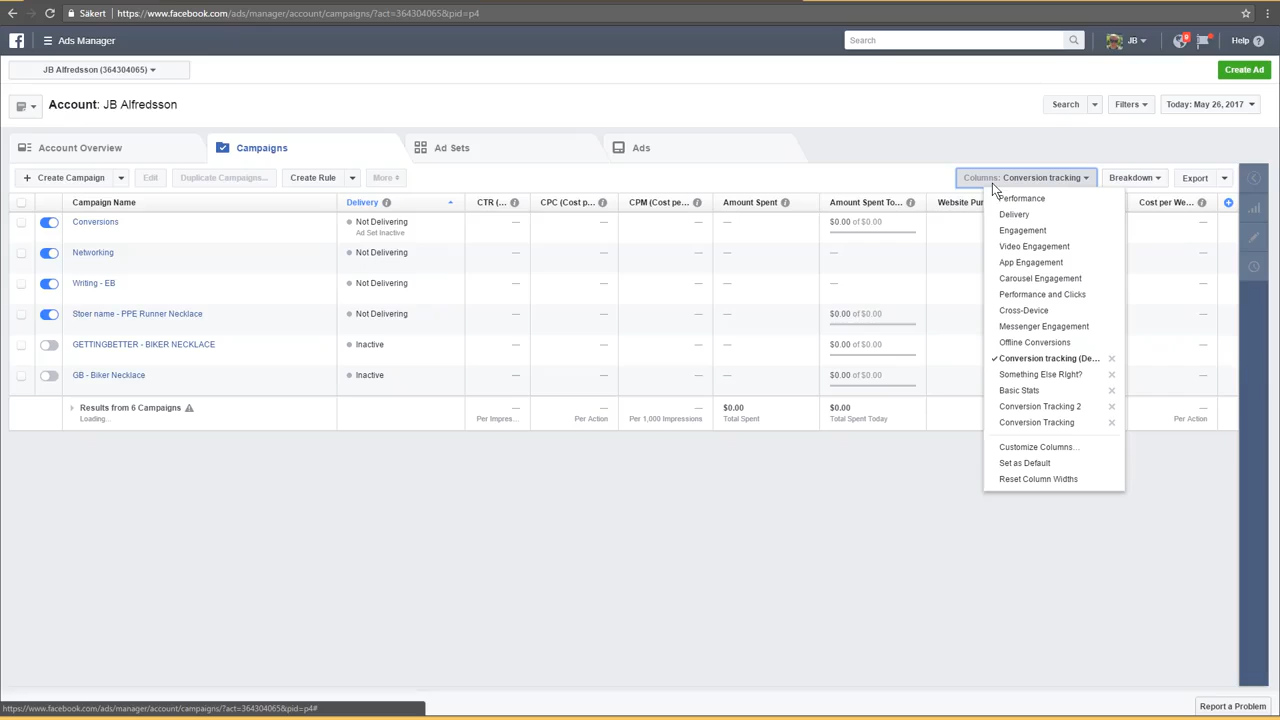 Säkert https://www.facebook.com/ads/manager/account/campaigns/?act=364304065&pid=p4
Ads Manager
Search
JB
9
Help
JB Alfredsson (364304065)
Create Ad
Account: JB Alfredsson
Search
Filters
Today: May 26, 2017
Account Overview
Campaigns
Ad Sets
Ads
+ Create Campaign
Edit
Duplicate Campaigns...
Create Rule
More
Columns: Conversion tracking
Breakdown
Export
Campaign Name
Delivery
CTR (...
CPC (Cost p...
CPM (Cost pe...
Amount Spent
Amount Spent To...
Website Pur
Cost per We...
Conversions
Not Delivering
Ad Set Inactive
—
—
—
—
$0.00 of $0.00
—
Networking
Not Delivering
—
—
—
—
—
—
Writing - EB
Not Delivering
—
—
—
—
—
—
Stoer name - PPE Runner Necklace
Not Delivering
—
—
—
—
$0.00 of $0.00
—
GETTINGBETTER - BIKER NECKLACE
Inactive
—
—
—
—
$0.00 of $0.00
—
GB - Biker Necklace
Inactive
—
—
—
—
$0.00 of $0.00
—
Results from 6 Campaigns
Loading...
—
Per Impres...
—
Per Action
—
Per 1,000 Impressions
$0.00
Total Spent
$0.00
Total Spent Today
—
Per Action
Performance
Delivery
Engagement
Video Engagement
App Engagement
Carousel Engagement
Performance and Clicks
Cross-Device
Messenger Engagement
Offline Conversions
Conversion tracking (De...
Something Else RIght?
Basic Stats
Conversion Tracking 2
Conversion Tracking
Customize Columns...
Set as Default
Reset Column Widths
https://www.facebook.com/ads/manager/account/campaigns/?act=364304065&pid=p4#
Report a Problem